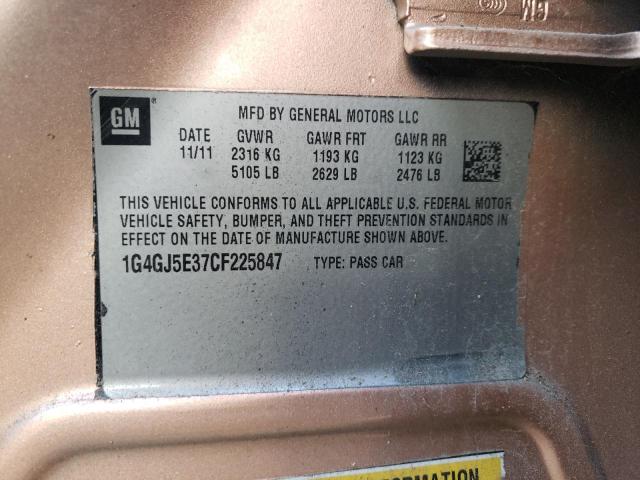 GM
GM ®
MFD BY GENERAL MOTORS LLC
DATE GVWR GAWR FRT GAWR RR
11/11 2316 KG 1193 KG 1123 KG
5105 LB 2629 LB 2476 LB
THIS VEHICLE CONFORMS TO ALL APPLICABLE U.S. FEDERAL MOTOR
VEHICLE SAFETY, BUMPER, AND THEFT PREVENTION STANDARDS IN
EFFECT ON THE DATE OF MANUFACTURE SHOWN ABOVE.
1G4GJ5E37CF225847 TYPE: PASS CAR
FORMATION